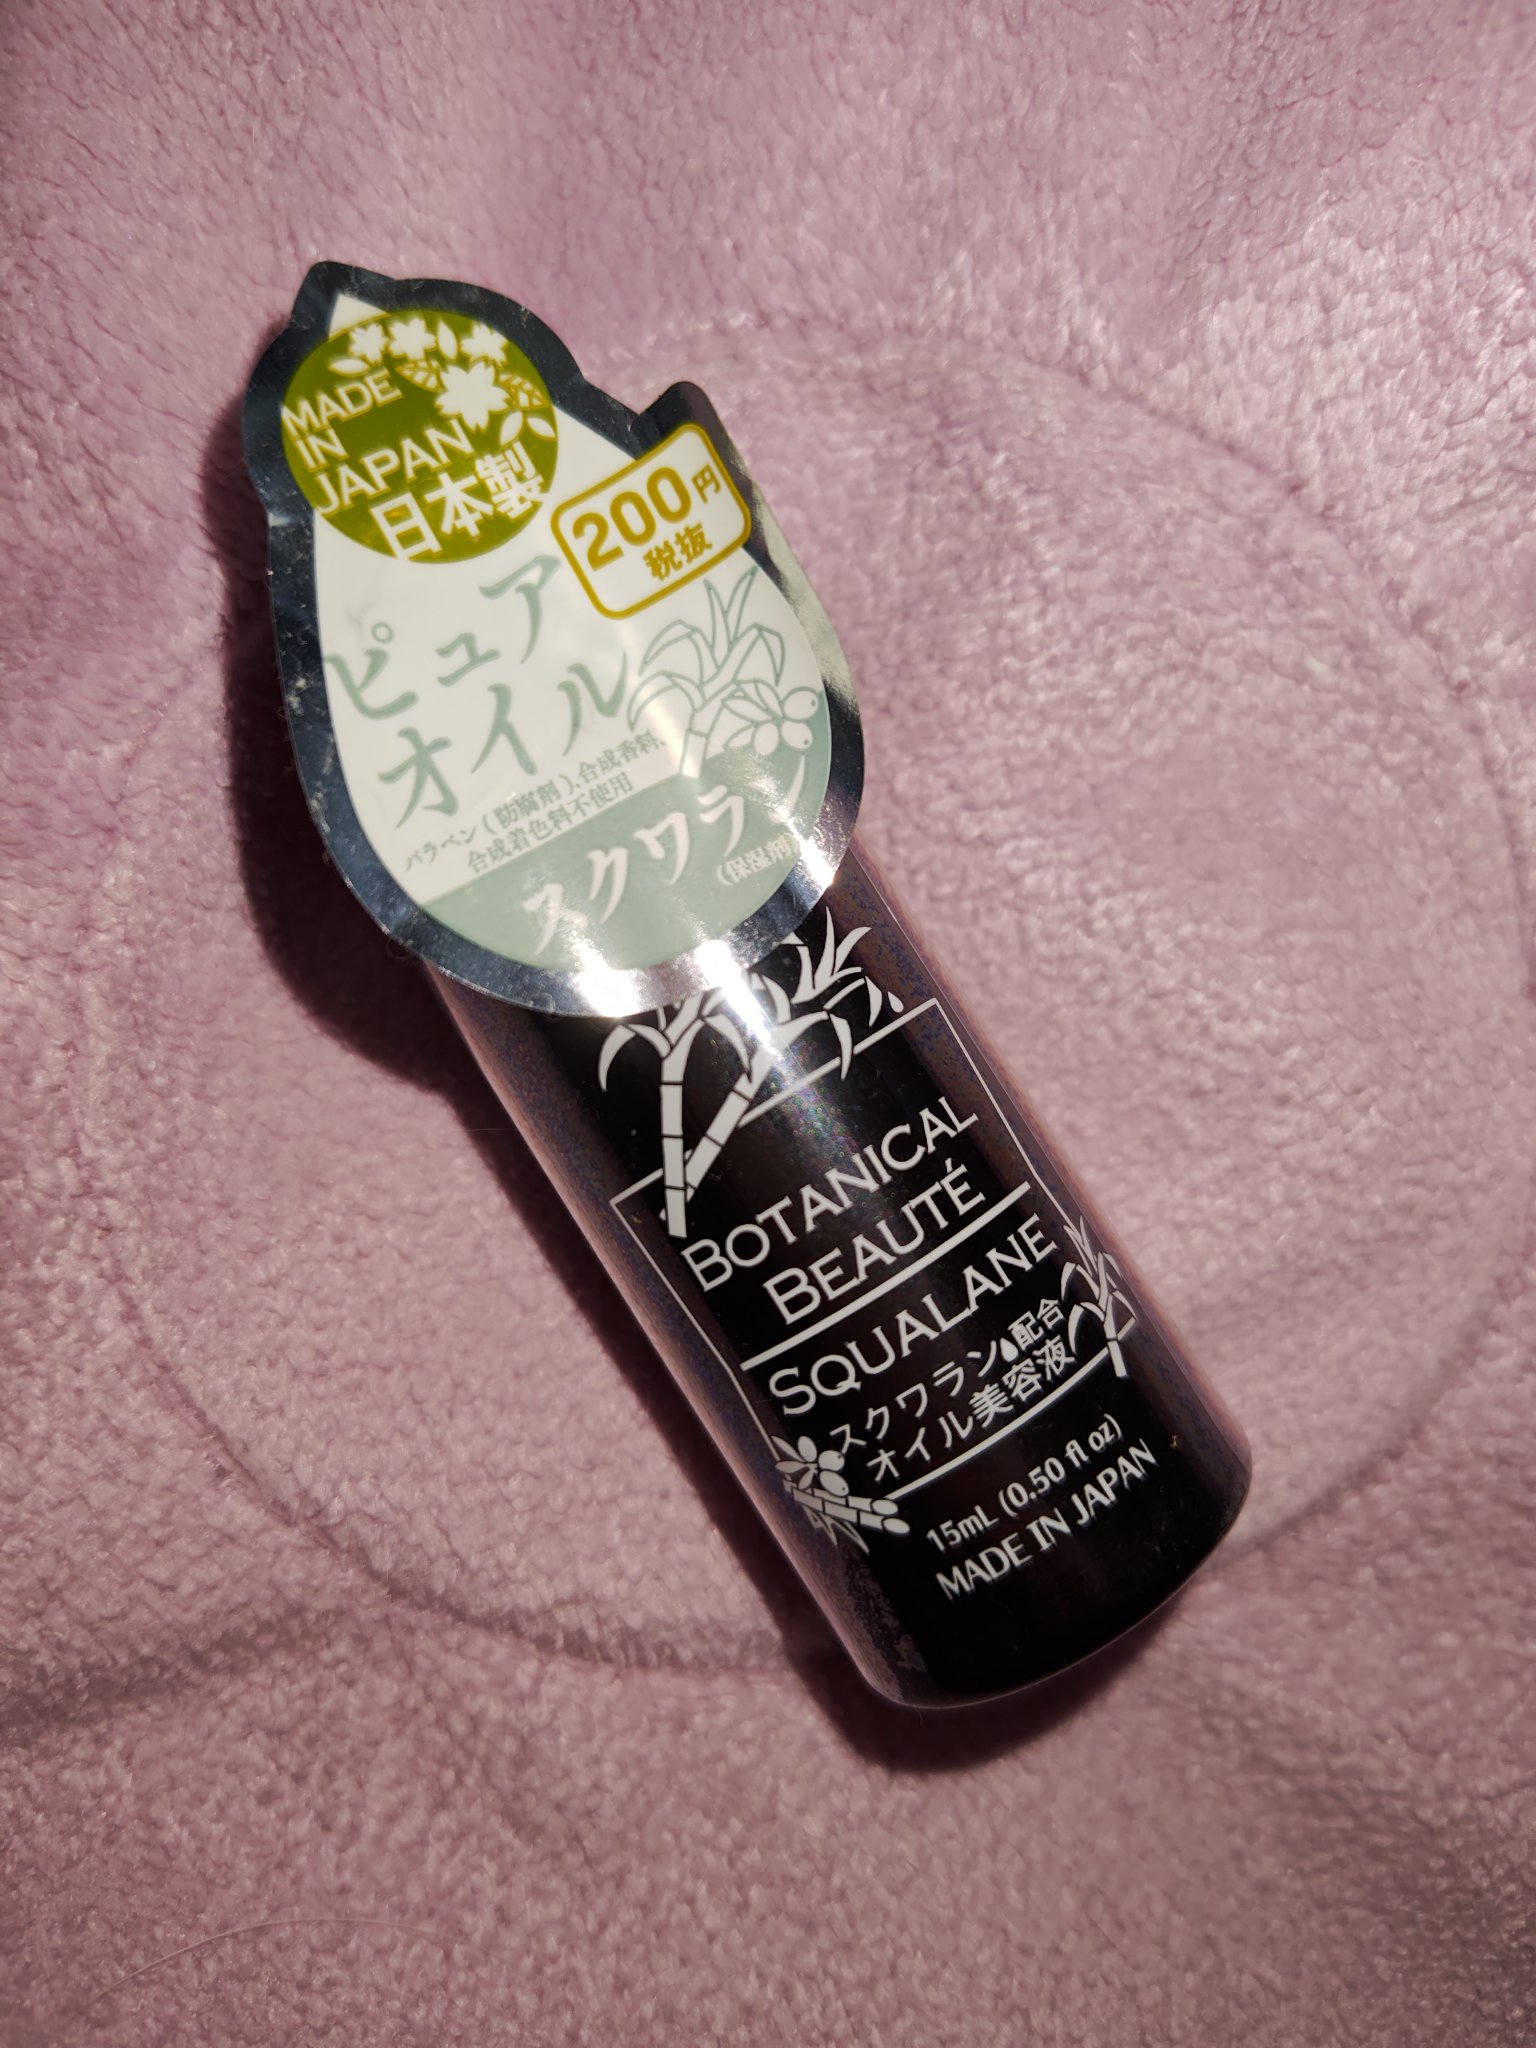 MADE
IN
JAPAN
日本製
200円
税抜
ピュア
オイル
パラベン(防腐剤)、合成香料、
合成着色料不使用
スクワラン
(保湿剤)
BOTANICAL
BEAUTÉ
SQUALANE
スクワラン配合
オイル美容液
15mL (0.50 fl oz)
MADE IN JAPAN